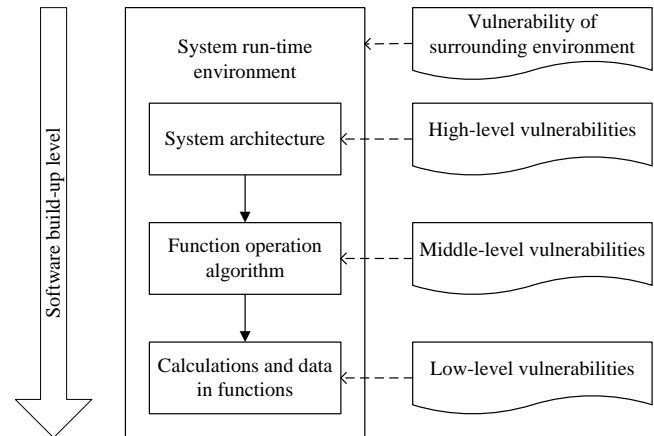 Software build-up level
System run-time
environment
Vulnerability of
surrounding environment
System architecture
High-level vulnerabilities
Function operation
algorithm
Middle-level vulnerabilities
Calculations and data
in functions
Low-level vulnerabilities